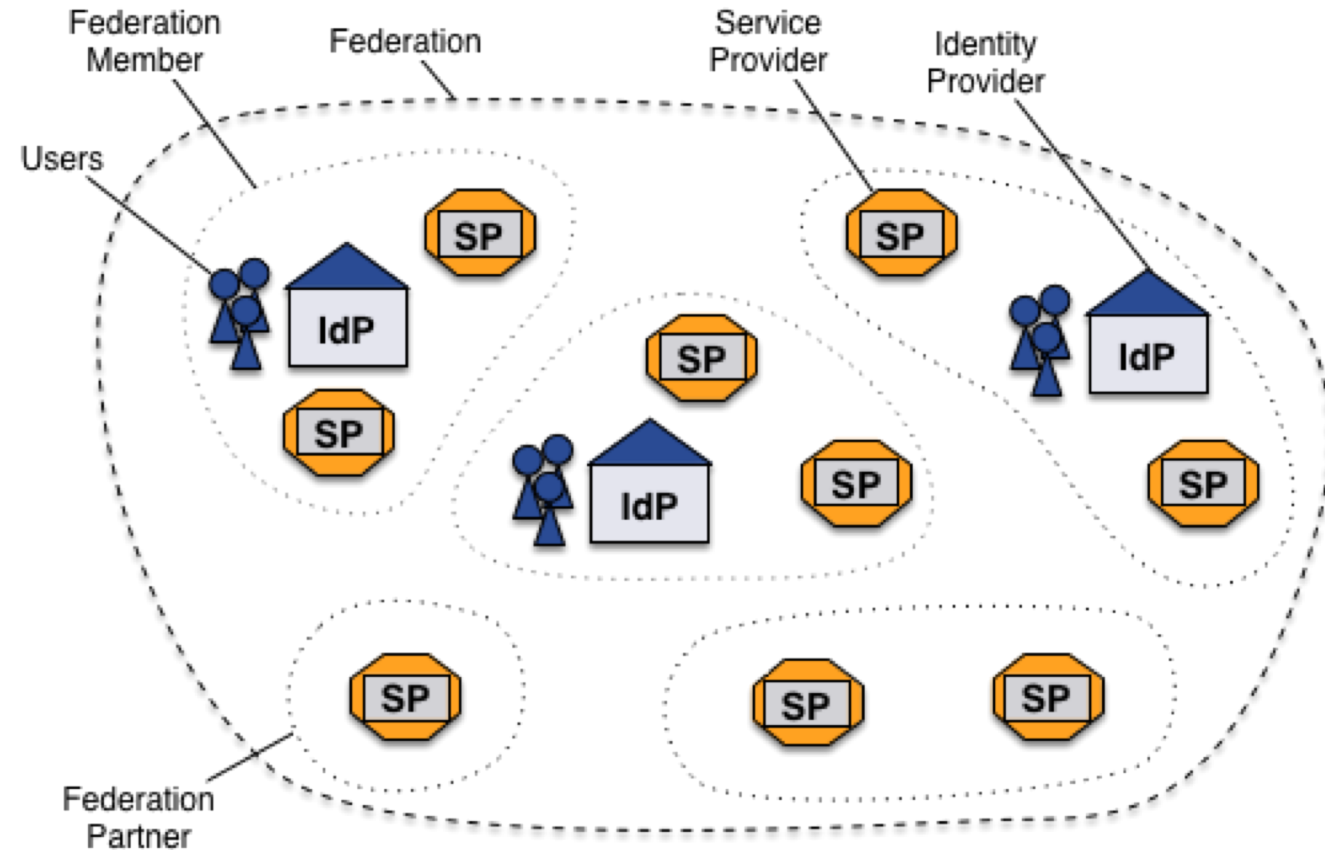 Federation
Member
Federation
Service
Provider
Identity
Provider
Users
SP
SP
IdP
IdP
SP
SP
SP
SP
IdP
SP
SP
SP
Federation
Partner